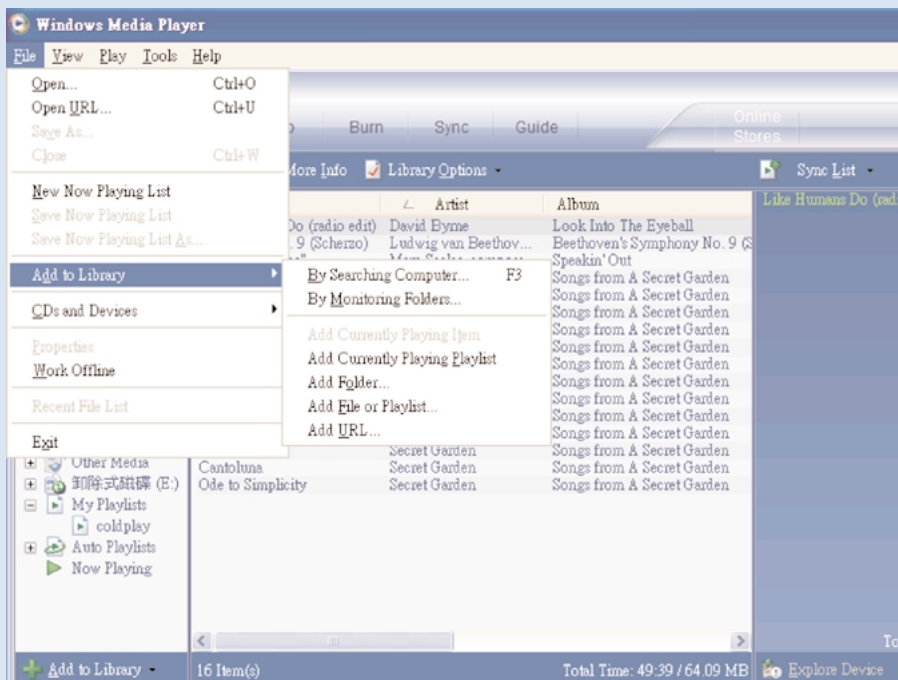 Windows Media Player
File View Play Tools Help
Open... Ctrl+O
Open URL... Ctrl+U
Save As...
Close Ctrl+W
New Now Playing List
Save Now Playing List
Save Now Playing List As...
Add to Library
CDs and Devices
Properties
Work Offline
Recent File List
Exit
By Searching Computer... F3
By Monitoring Folders...
Add Currently Playing Item
Add Currently Playing Playlist
Add Folder...
Add File or Playlist...
Add URL...
Burn Sync Guide
Online
Stores
More Info Library Options Sync List
Artist Album
Like Humans Do (rad
Do (radio edit) David Byrne Look Into The Eyeball
. 9 (Scherzo) Ludwig van Beethov... Beethoven's Symphony No. 9 (S
Speakin' Out
Songs from A Secret Garden
Songs from A Secret Garden
Songs from A Secret Garden
Songs from A Secret Garden
Songs from A Secret Garden
Songs from A Secret Garden
Songs from A Secret Garden
Songs from A Secret Garden
Songs from A Secret Garden
Songs from A Secret Garden
Secret Garden Songs from A Secret Garden
Cantoluna Secret Garden Songs from A Secret Garden
Ode to Simplicity Secret Garden Songs from A Secret Garden
Other Media
卸除式磁碟 (E:)
My Playlists
coldplay
Auto Playlists
Now Playing
To
Add to Library 16 Item(s) Total Time: 49:39 / 64.09 MB Explore Device